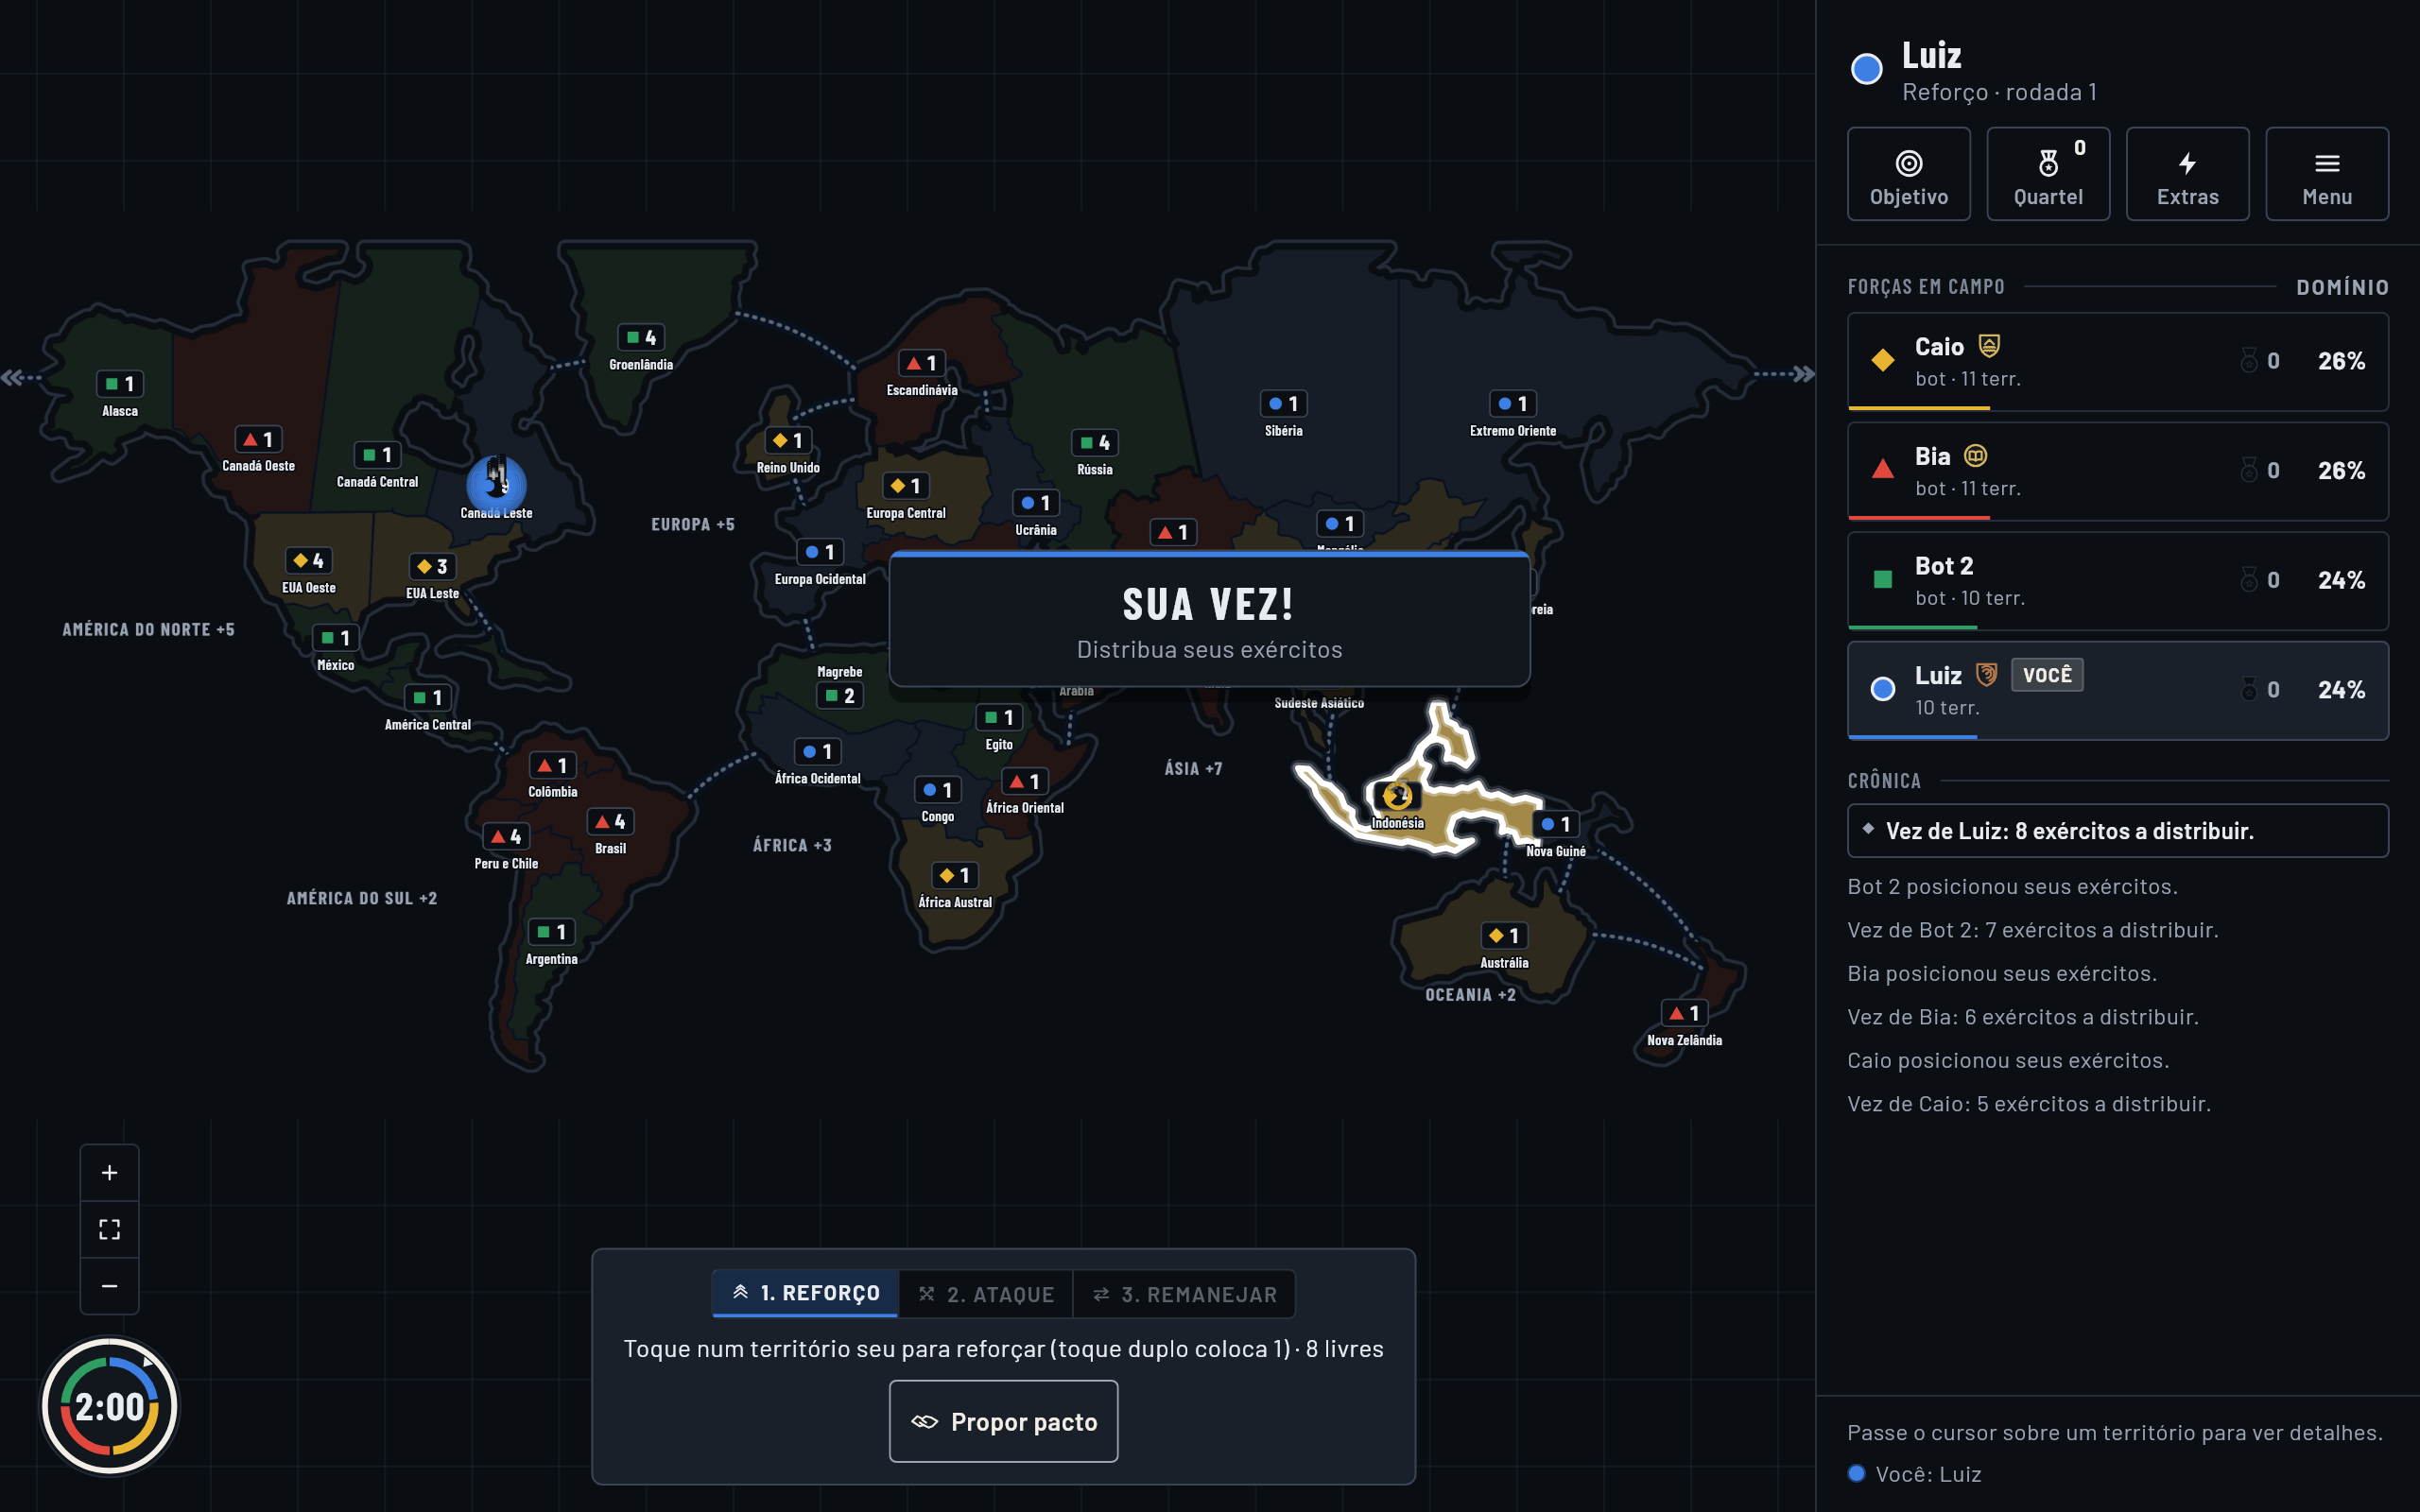 Luiz
Reforço · rodada 1
Objetivo
0
Quartel
Extras
Menu
FORÇAS EM CAMPO
DOMÍNIO
Caio
bot · 11 terr.
0
26%
Bia
bot · 11 terr.
0
26%
Bot 2
bot · 10 terr.
0
24%
Luiz
VOCÊ
10 terr.
0
24%
CRÔNICA
Vez de Luiz: 8 exércitos a distribuir.
Bot 2 posicionou seus exércitos.
Vez de Bot 2: 7 exércitos a distribuir.
Bia posicionou seus exércitos.
Vez de Bia: 6 exércitos a distribuir.
Caio posicionou seus exércitos.
Vez de Caio: 5 exércitos a distribuir.
Passe o cursor sobre um território para ver detalhes.
Você: Luiz
4
Groenlândia
1
Alasca
1
Escandinávia
1
Sibéria
1
Extremo Oriente
1
Canadá Oeste
1
Canadá Central
1
Reino Unido
4
Rússia
Canadá Leste
1
Europa Central
1
Ucrânia
EUROPA +5
1
1
4
EUA Oeste
3
EUA Leste
1
Europa Ocidental
SUA VEZ!
Distribua seus exércitos
AMÉRICA DO NORTE +5
1
México
Magrebe
2
Arábia
Sudeste Asiático
1
América Central
1
Egito
1
África Ocidental
ÁSIA +7
1
Colômbia
1
Congo
1
África Oriental
Indonésia
1
Nova Guiné
4
Peru e Chile
4
Brasil
ÁFRICA +3
1
África Austral
AMÉRICA DO SUL +2
1
Argentina
1
Austrália
OCEANIA +2
1
Nova Zelândia
+
−
2:00
1. REFORÇO
2. ATAQUE
3. REMANEJAR
Toque num território seu para reforçar (toque duplo coloca 1) · 8 livres
Propor pacto